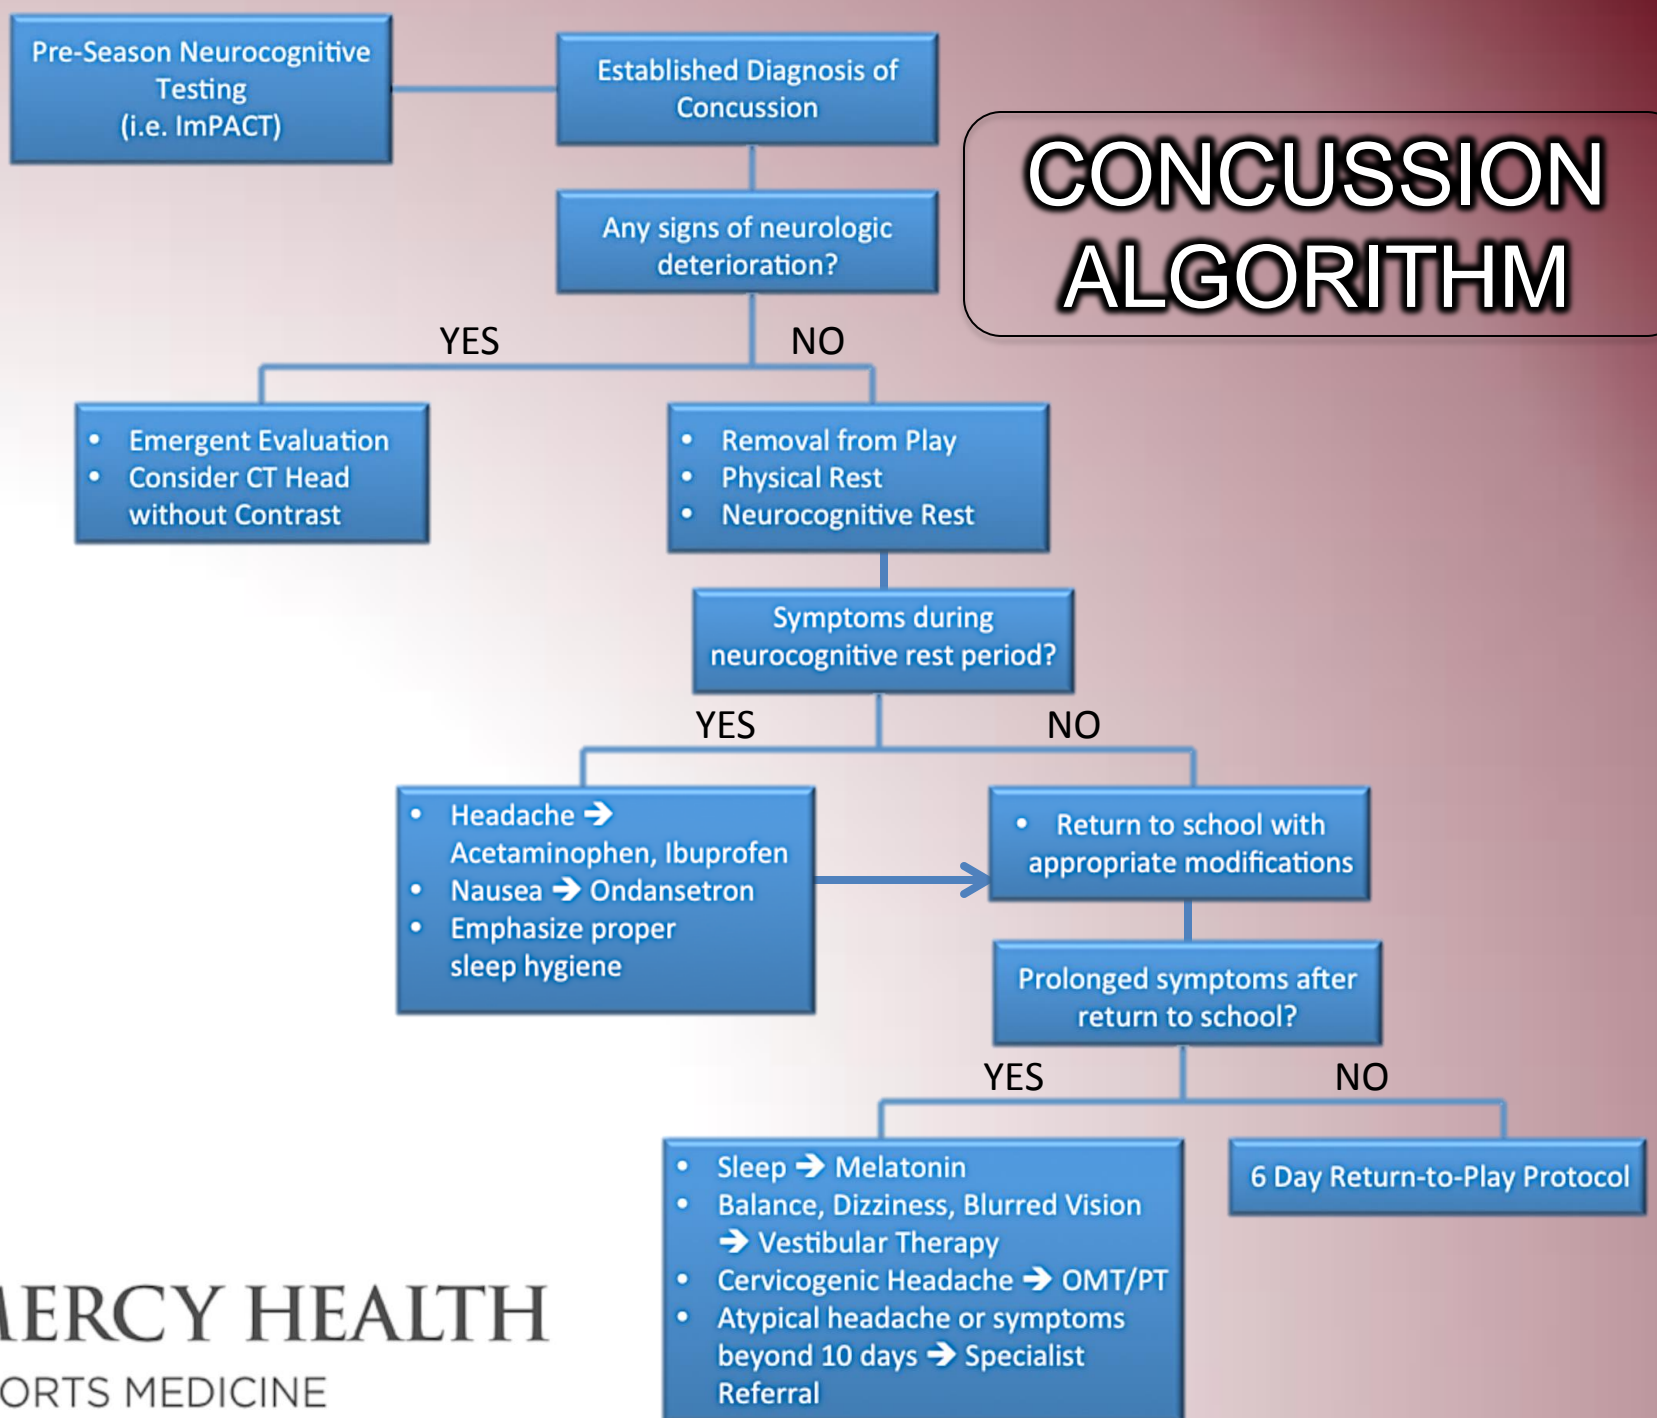 Pre-Season Neurocognitive
Testing
(i.e. ImPACT)
Established Diagnosis of
Concussion
CONCUSSION
ALGORITHM
Any signs of neurologic
deterioration?
YES
NO
• Emergent Evaluation
• Consider CT Head
without Contrast
• Removal from Play
• Physical Rest
• Neurocognitive Rest
Symptoms during
neurocognitive rest period?
YES
NO
• Headache ➔
Acetaminophen, Ibuprofen
• Nausea ➔ Ondansetron
• Emphasize proper
sleep hygiene
• Return to school with
appropriate modifications
Prolonged symptoms after
return to school?
YES
NO
• Sleep ➔ Melatonin
• Balance, Dizziness, Blurred Vision
➔ Vestibular Therapy
• Cervicogenic Headache ➔ OMT/PT
• Atypical headache or symptoms
beyond 10 days ➔ Specialist
Referral
6 Day Return-to-Play Protocol
MERCY HEALTH
ORTS MEDICINE